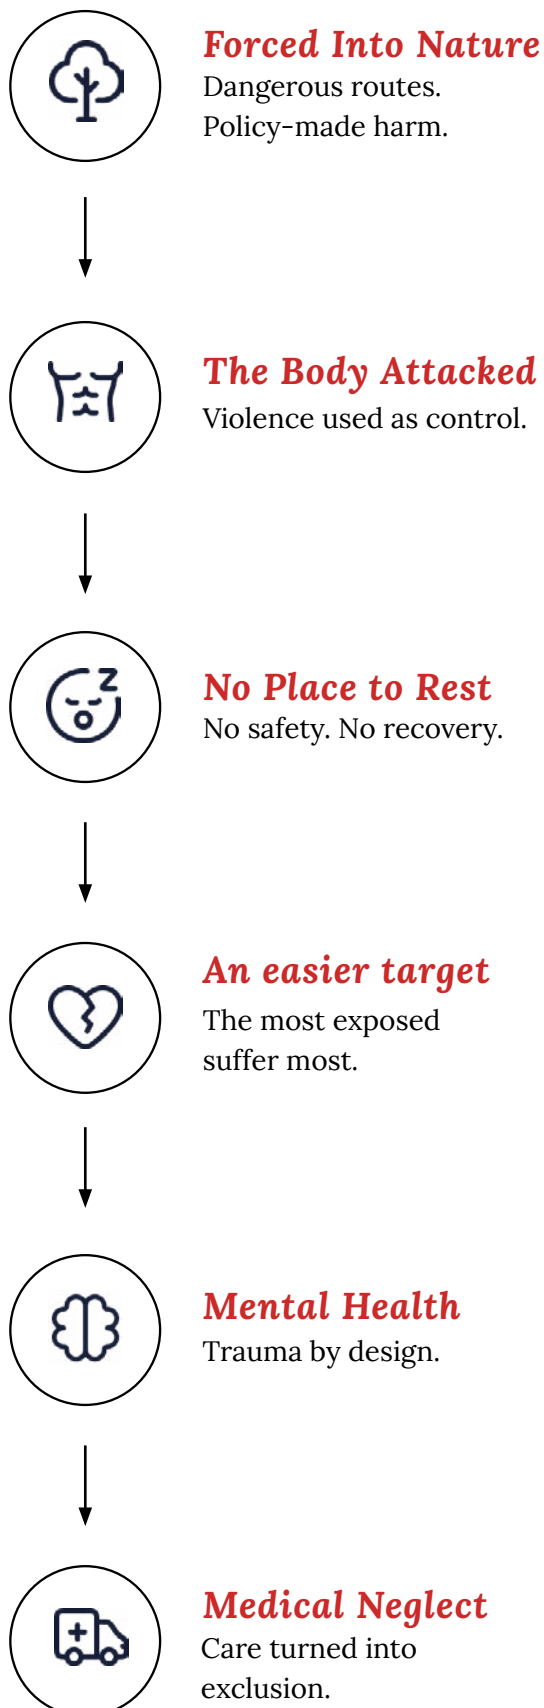 Forced Into Nature
Dangerous routes.
Policy-made harm.
The Body Attacked
Violence used as control.
No Place to Rest
No safety. No recovery.
An easier target
The most exposed
suffer most.
Mental Health
Trauma by design.
Medical Neglect
Care turned into
exclusion.